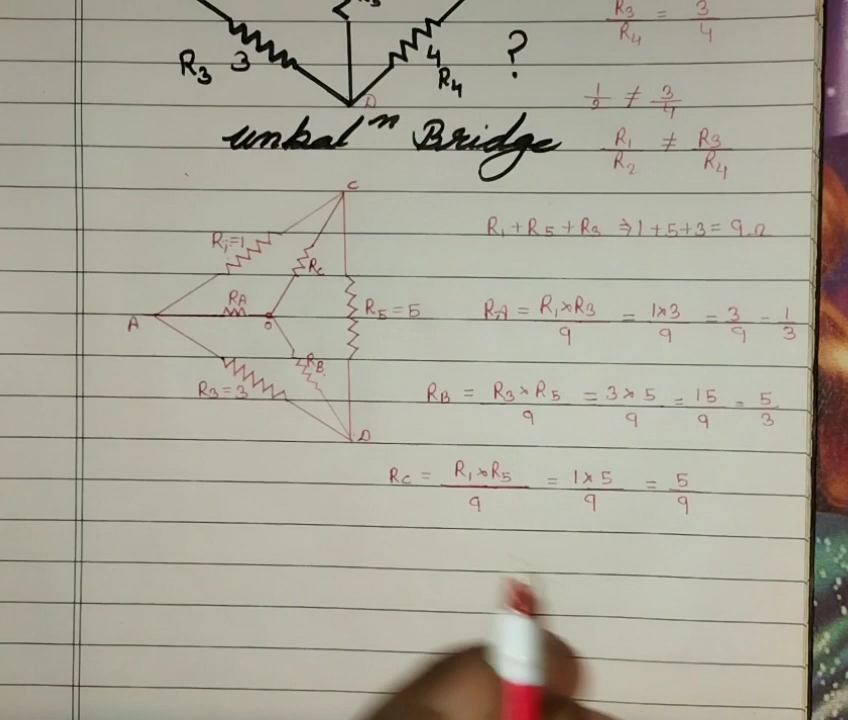 R3 3
4
R4
?
D
R3/R4 = 3/4
1/2 ≠ 3/4
unbal^n Bridge
R1/R2 ≠ R3/R4
C
R1=1
RC
RA
A
O
R5=5
RB
R3=3
D
R1+R5+R3 ⇒ 1+5+3 = 9Ω
RA = R1×R3/9 = 1×3/9 = 3/9 = 1/3
RB = R3×R5/9 = 3×5/9 = 15/9 = 5/3
RC = R1×R5/9 = 1×5/9 = 5/9